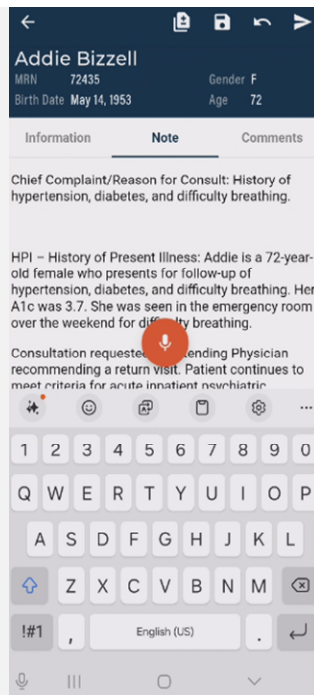 Addie Bizzell
MRN 72435 Gender F
Birth Date May 14, 1953 Age 72
Information Note Comments
Chief Complaint/Reason for Consult: History of
hypertension, diabetes, and difficulty breathing.
HPI – History of Present Illness: Addie is a 72-year-
old female who presents for follow-up of
hypertension, diabetes, and difficulty breathing. Her
A1c was 3.7. She was seen in the emergency room
over the weekend for difficulty breathing.
Consultation requested ending Physician
recommending a return visit. Patient continues to
meet criteria for acute inpatient psychiatric
1 2 3 4 5 6 7 8 9 0
Q W E R T Y U I O P
A S D F G H J K L
Z X C V B N M
!#1 , English (US) .